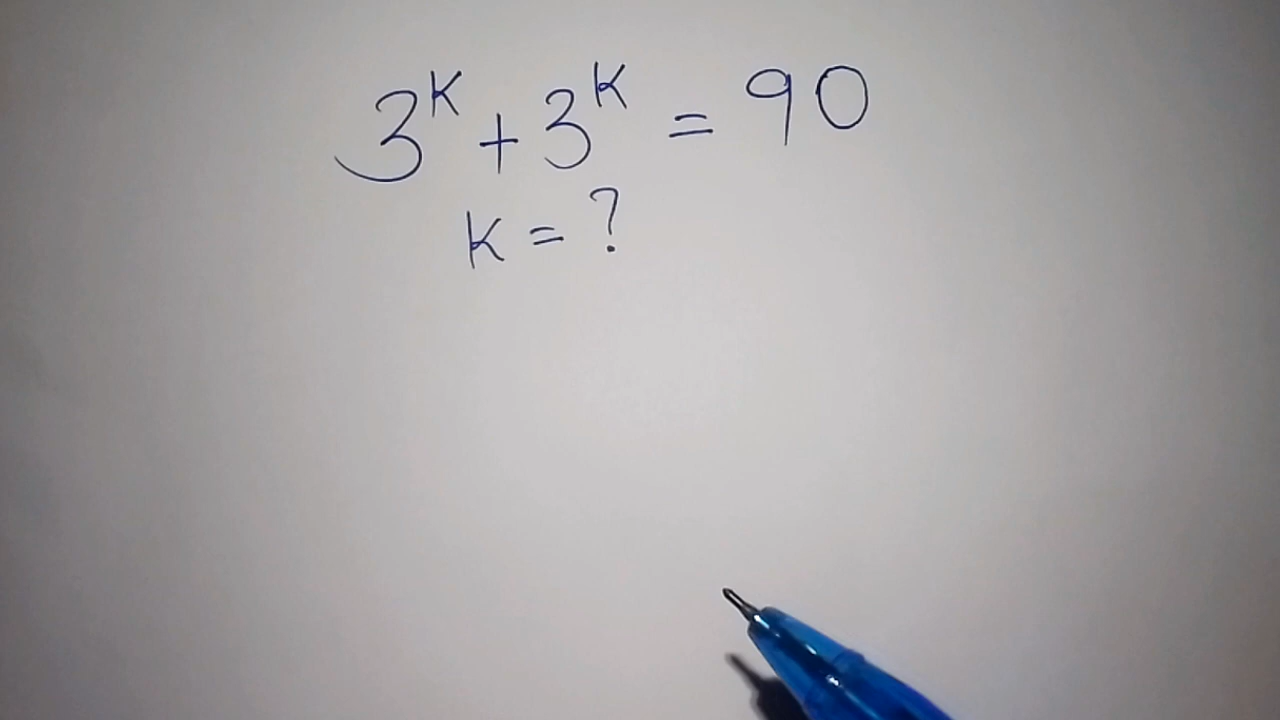 3^k + 3^k = 90
k = ?